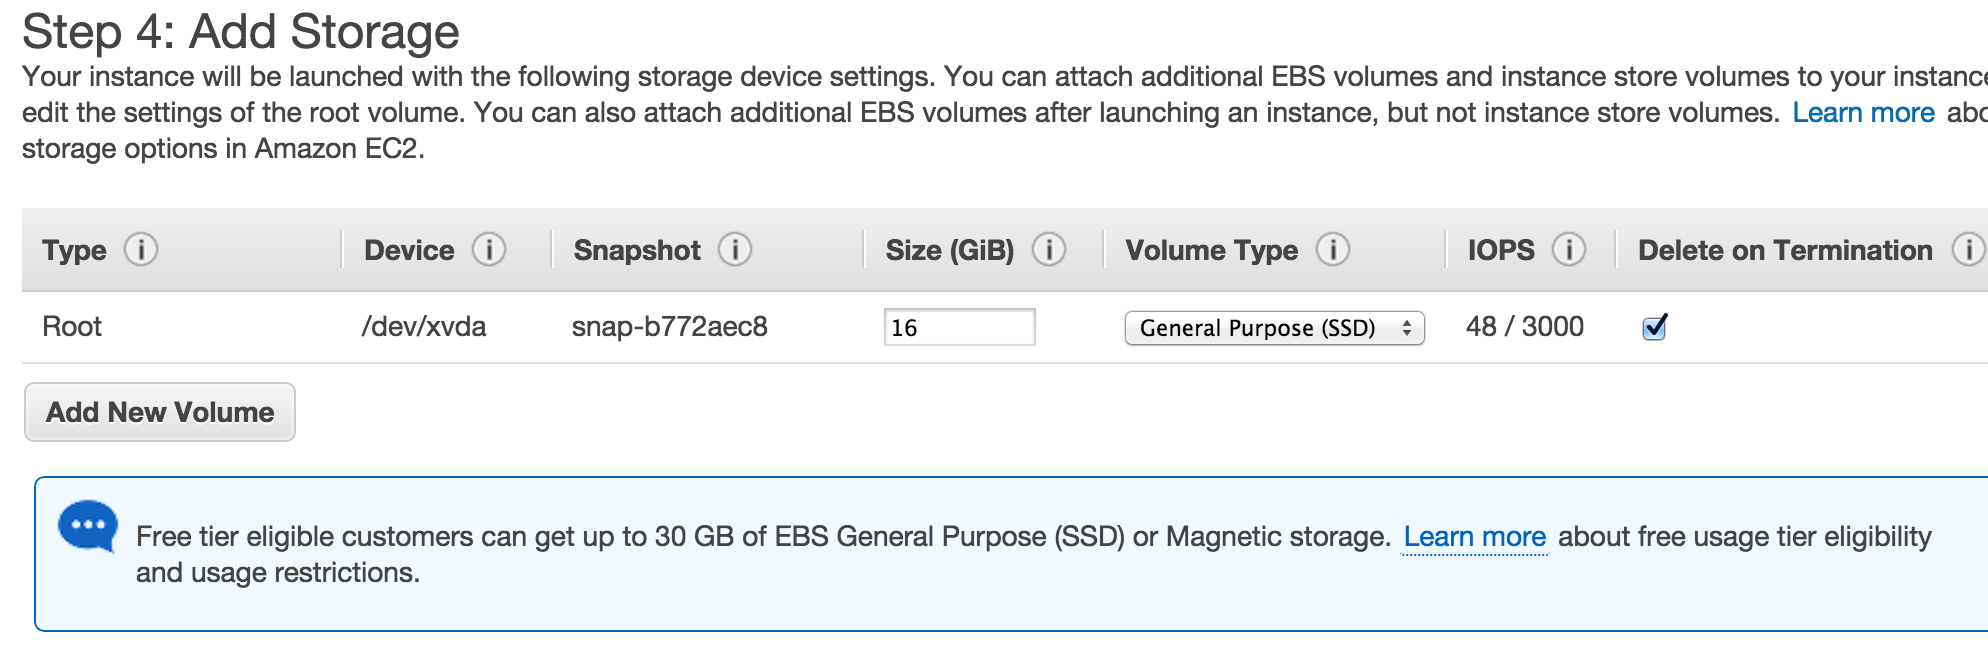 Step 4: Add Storage
Your instance will be launched with the following storage device settings. You can attach additional EBS volumes and instance store volumes to your instance
edit the settings of the root volume. You can also attach additional EBS volumes after launching an instance, but not instance store volumes. Learn more
storage options in Amazon EC2.
Type i Device i Snapshot i Size (GiB) i Volume Type i IOPS i Delete on Termination i
Root /dev/xvda snap-b772aec8 16 General Purpose (SSD) 48 / 3000
Add New Volume
Free tier eligible customers can get up to 30 GB of EBS General Purpose (SSD) or Magnetic storage. Learn more about free usage tier eligibility
and usage restrictions.